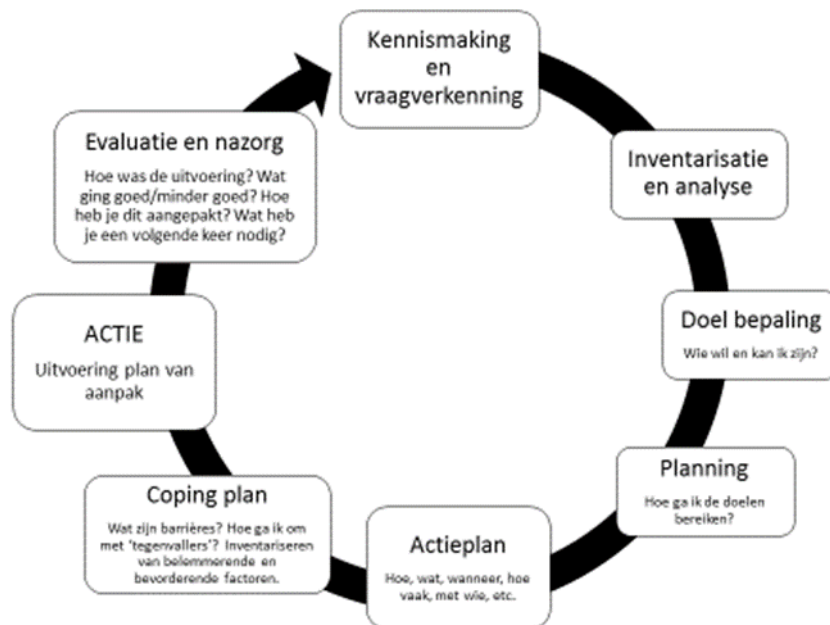 Kennismaking
en
vraagverkenning
Inventarisatie
en analyse
Doel bepaling
Wie wil en kan ik zijn?
Planning
Hoe ga ik de doelen
bereiken?
Actieplan
Hoe, wat, wanneer, hoe
vaak, met wie, etc.
Coping plan
Wat zijn barrières? Hoe ga ik om
met 'tegenvallers'? Inventariseren
van belemmerende en
bevorderende factoren.
ACTIE
Uitvoering plan van
aanpak
Evaluatie en nazorg
Hoe was de uitvoering? Wat
ging goed/minder goed? Hoe
heb je dit aangepakt? Wat heb
je een volgende keer nodig?